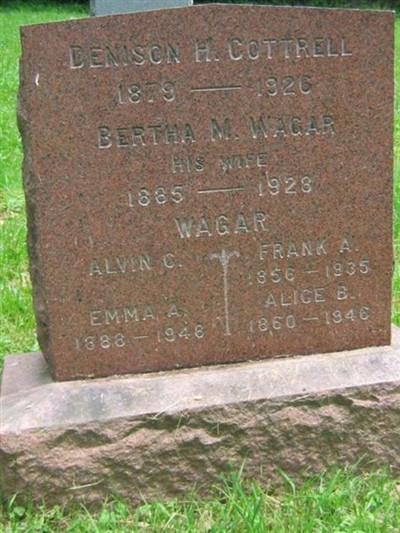 DENISON H. COTTRELL
1879 — 1926
BERTHA M. WAGAR
HIS WIFE
1885 — 1928
WAGAR
ALVIN C.
EMMA A.
1888 — 1948
FRANK A.
1856 — 1935
ALICE B.
1860 — 1946